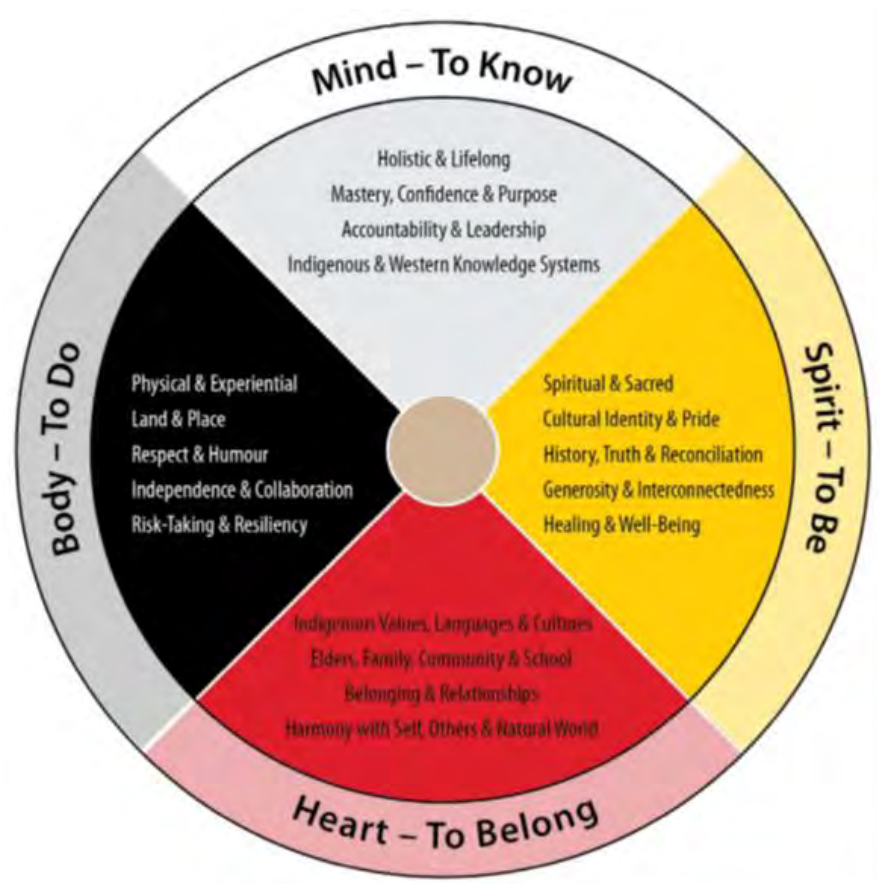 Mind – To Know
Holistic & Lifelong
Mastery, Confidence & Purpose
Accountability & Leadership
Indigenous & Western Knowledge Systems
Spirit – To Be
Spiritual & Sacred
Cultural Identity & Pride
History, Truth & Reconciliation
Generosity & Interconnectedness
Healing & Well-Being
Heart – To Belong
Indigenous Values, Languages & Cultures
Elders, Family, Community & School
Belonging & Relationships
Harmony with Self, Others & Natural World
Body – To Do
Physical & Experiential
Land & Place
Respect & Humour
Independence & Collaboration
Risk-Taking & Resiliency